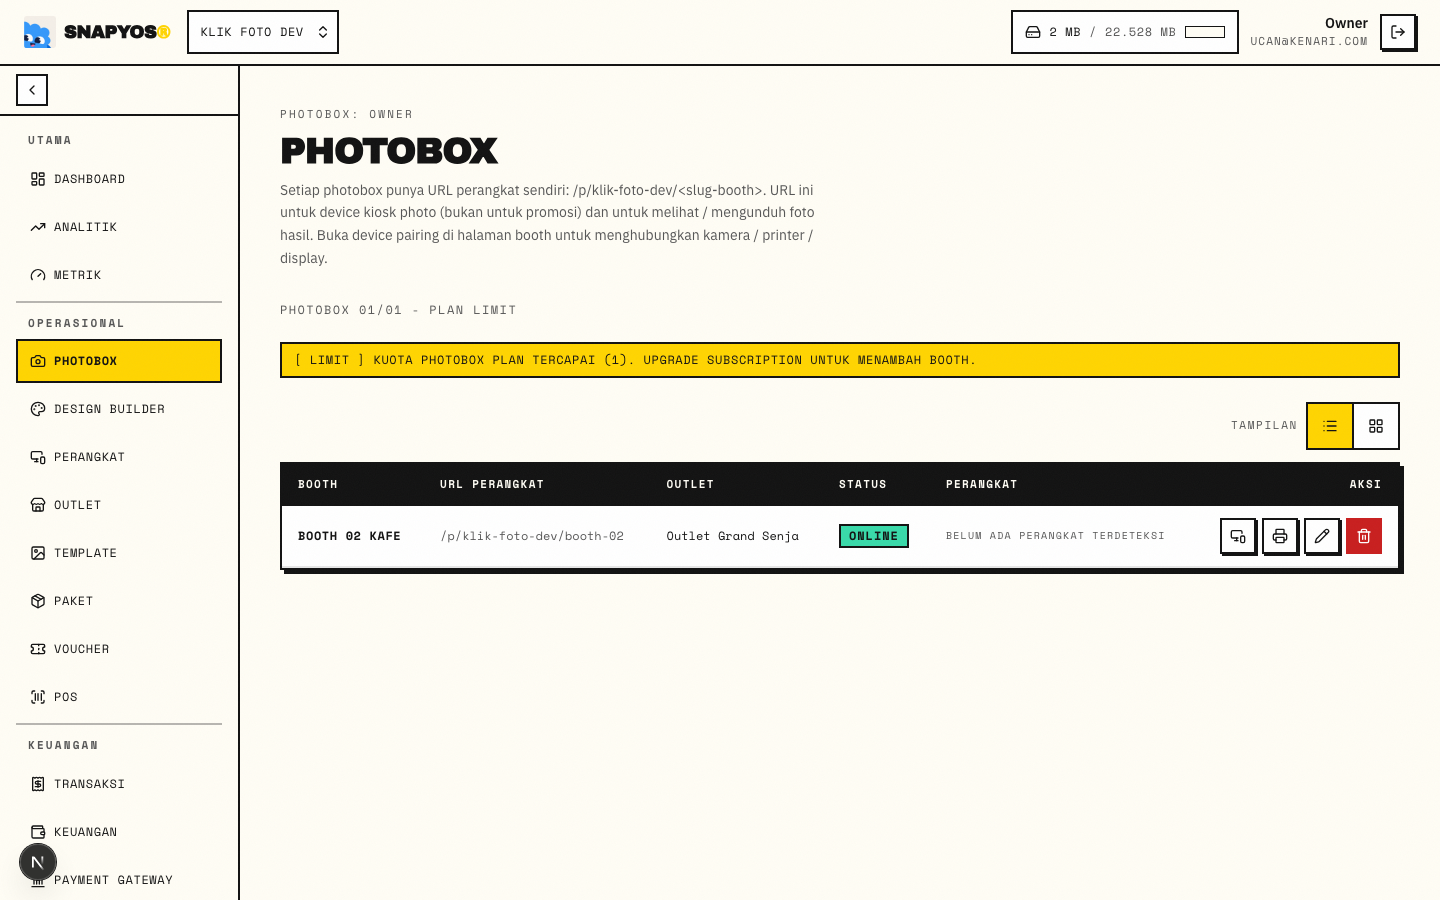 SNAPYOS®
KLIK FOTO DEV
2 MB / 22.528 MB
Owner
UCAN@KENARI.COM
UTAMA
DASHBOARD
ANALITIK
METRIK
OPERASIONAL
PHOTOBOX
DESIGN BUILDER
PERANGKAT
OUTLET
TEMPLATE
PAKET
VOUCHER
POS
KEUANGAN
TRANSAKSI
KEUANGAN
N
PAYMENT GATEWAY
PHOTOBOX: OWNER
PHOTOBOX
Setiap photobox punya URL perangkat sendiri: /p/klik-foto-dev/<slug-booth>. URL ini
untuk device kiosk photo (bukan untuk promosi) dan untuk melihat / mengunduh foto
hasil. Buka device pairing di halaman booth untuk menghubungkan kamera / printer /
display.
PHOTOBOX 01/01 - PLAN LIMIT
[ LIMIT ] KUOTA PHOTOBOX PLAN TERCAPAI (1). UPGRADE SUBSCRIPTION UNTUK MENAMBAH BOOTH.
TAMPILAN
BOOTH URL PERANGKAT OUTLET STATUS PERANGKAT AKSI
BOOTH 02 KAFE /p/klik-foto-dev/booth-02 Outlet Grand Senja ONLINE BELUM ADA PERANGKAT TERDETEKSI